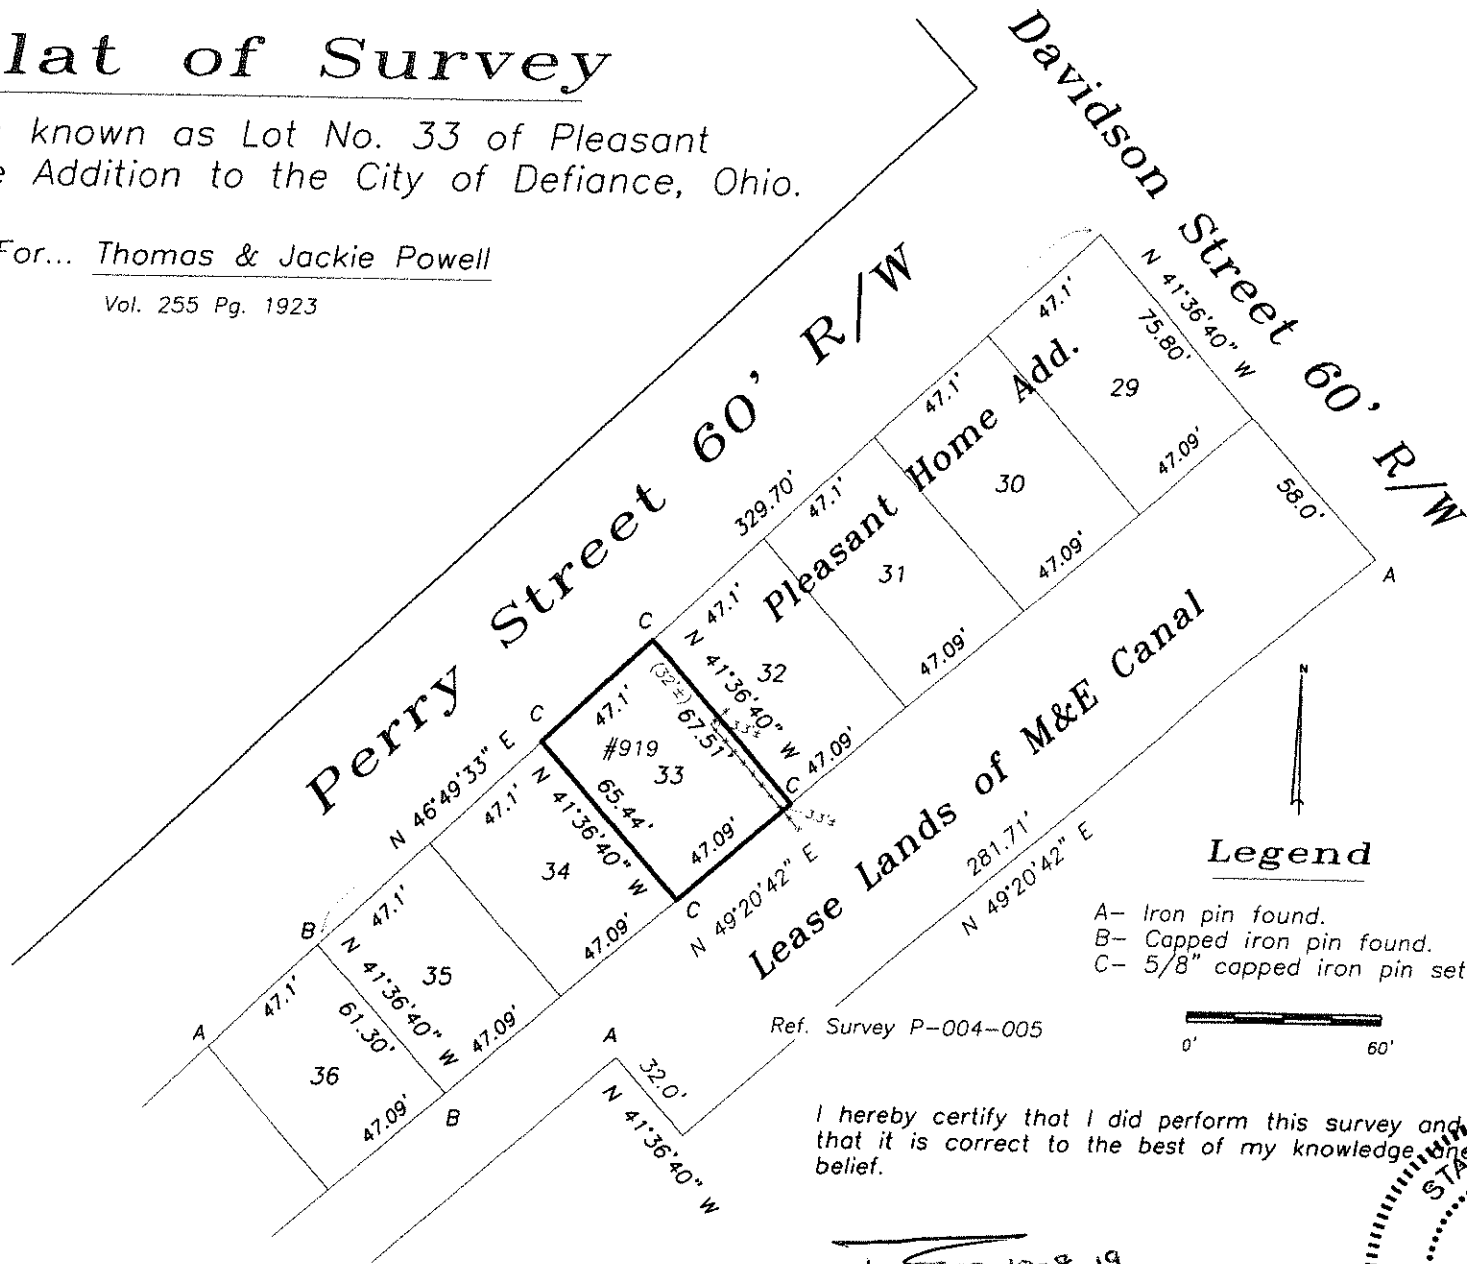 lat of Survey
known as Lot No. 33 of Pleasant
e Addition to the City of Defiance, Ohio.
For... Thomas & Jackie Powell
Vol. 255 Pg. 1923
Davidson Street 60' R/W
Perry Street 60' R/W
N 41°36'40" W
75.80'
58.0'
A
47.1'
29
47.09'
47.1'
30
47.09'
Pleasant Home Add.
329.70'
47.1'
31
47.09'
47.1'
32
47.09'
N 41°36'40" W
67.51'
(32'±)
33±
33±
C
C
C
C
47.1'
#919
33
65.44'
47.09'
N 41°36'40" W
N 49°20'42" E
N 46°49'33" E
47.1'
34
47.09'
B
47.1'
35
47.09'
N 41°36'40" W
61.30'
A
47.1'
36
47.09'
B
Lease Lands of M&E Canal
281.71'
N 49°20'42" E
A
32.0'
N 41°36'40" W
N
Legend
A- Iron pin found.
B- Capped iron pin found.
C- 5/8" capped iron pin set
0' 60'
Ref. Survey P-004-005
I hereby certify that I did perform this survey and
that it is correct to the best of my knowledge and
belief.
STA